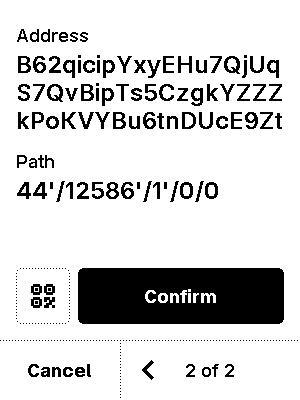 Address
B62qicipYxyEHu7QjUq
S7QvBipTs5CzgkYZZZ
kPoKVYBu6tnDUcE9Zt
Path
44'/12586'/1'/0/0
Confirm
Cancel
2 of 2